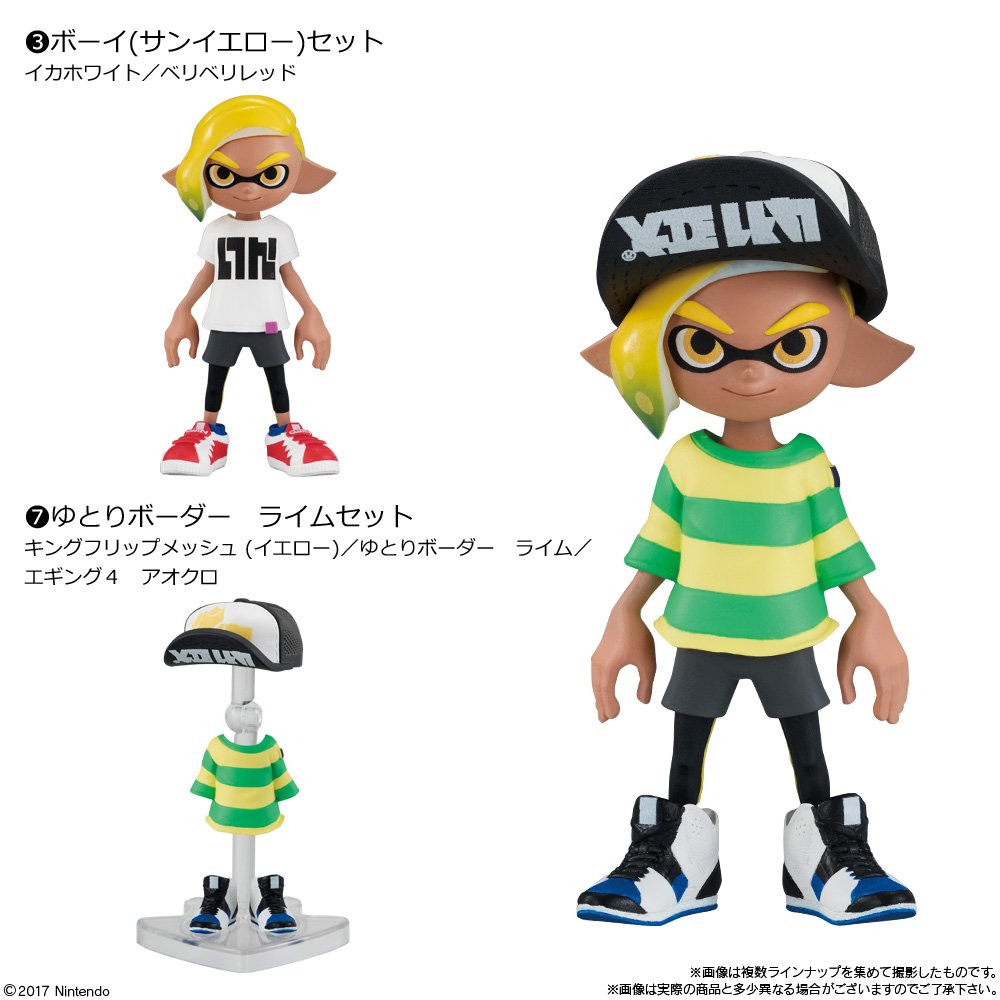 ❸ボーイ(サンイエロー)セット
イカホワイト／ベリベリレッド
❼ゆとりボーダー　ライムセット
キングフリップメッシュ (イエロー)／ゆとりボーダー　ライム／
エギング４　アオクロ
©2017 Nintendo
※画像は複数ラインナップを集めて撮影したものです。
※画像は実際の商品と多少異なる場合がございますのでご了承下さい。